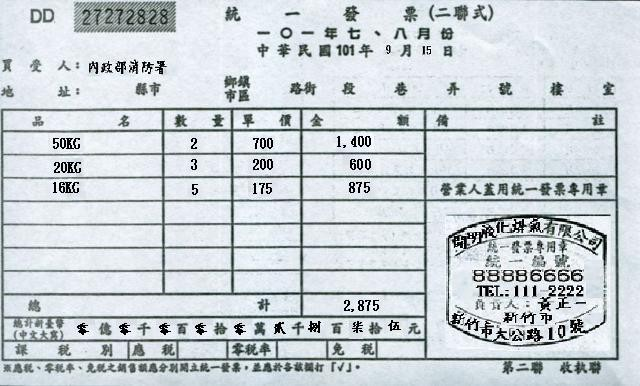 統一發票(二聯式)
DD 27272828
一〇一年七、八月份
中華民國101年 9月 15日
買受人：內政部消防署
地址： 縣市 鄉鎮市區 路街 段 巷 弄 號 樓 室
品名 數量 單價 金額 備註
50KG 2 700 1,400
20KG 3 200 600
16KG 5 175 875
營業人蓋用統一發票專用章
液化煤氣有限公司
統一發票專用章
統一編號
88886666
TEL:111-2222
負責人：黃正一
新竹市
新竹市大公路10號
總計 2,875
總計新臺幣(中文大寫) 零億零千零百零拾零萬貳千捌百柒拾伍元
課稅別 應稅 零稅率 免稅
※應稅、零稅率、免稅之銷售額應分別開立統一發票，並應於各該欄打「√」。
第二聯 收執聯